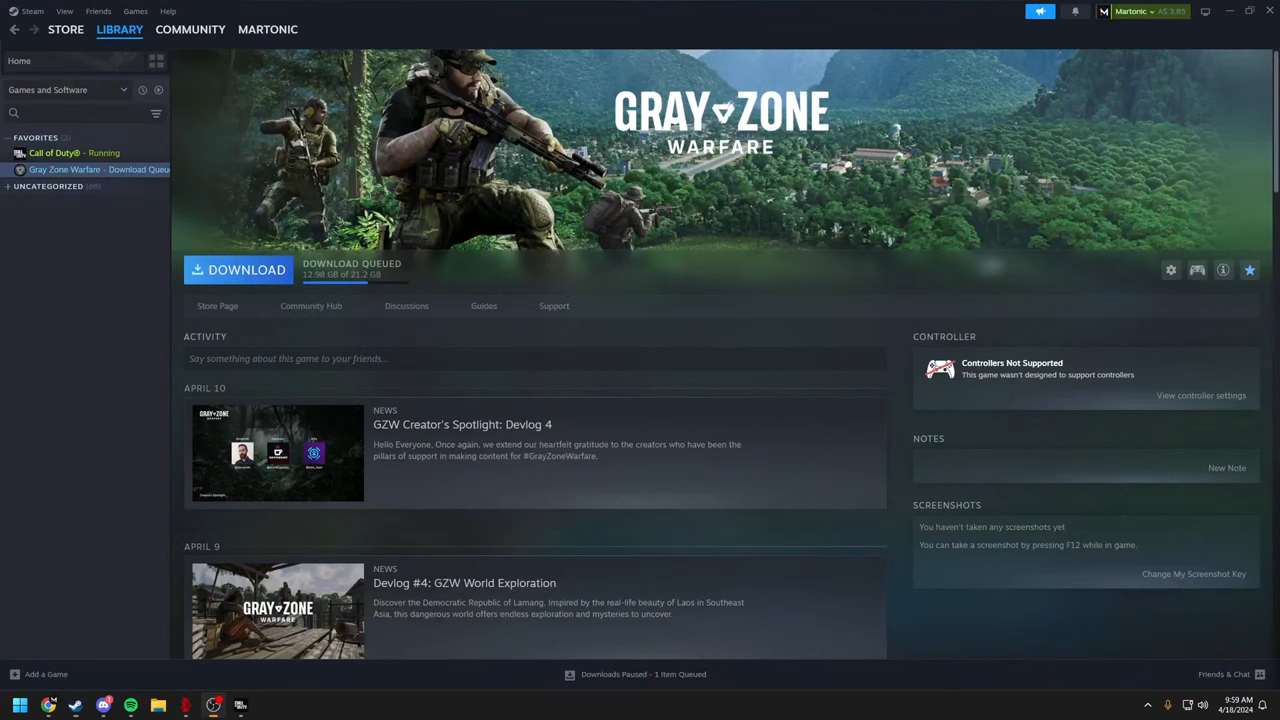 Steam View Friends Games Help
Martonic A$ 3.85
STORE LIBRARY COMMUNITY MARTONIC
Home
Games and Software
FAVORITES (2)
Call of Duty® - Running
Gray Zone Warfare - Download Queu
UNCATEGORIZED (66)
GRAY ZONE
WARFARE
DOWNLOAD
DOWNLOAD QUEUED
12.98 GB of 21.2 GB
Store Page Community Hub Discussions Guides Support
ACTIVITY
Say something about this game to your friends...
APRIL 10
GRAY ZONE
WARFARE
NEWS
GZW Creator's Spotlight: Devlog 4
Hello Everyone, Once again, we extend our heartfelt gratitude to the creators who have been the
pillars of support in making content for #GrayZoneWarfare.
APRIL 9
GRAY ZONE
WARFARE
NEWS
Devlog #4: GZW World Exploration
Discover the Democratic Republic of Lamang. Inspired by the real-life beauty of Laos in Southeast
Asia, this dangerous world offers endless exploration and mysteries to uncover.
CONTROLLER
Controllers Not Supported
This game wasn't designed to support controllers
View controller settings
NOTES
New Note
SCREENSHOTS
You haven't taken any screenshots yet
You can take a screenshot by pressing F12 while in game.
Change My Screenshot Key
Add a Game
Downloads Paused - 1 Item Queued
Friends & Chat
9:59 AM
4/18/2024